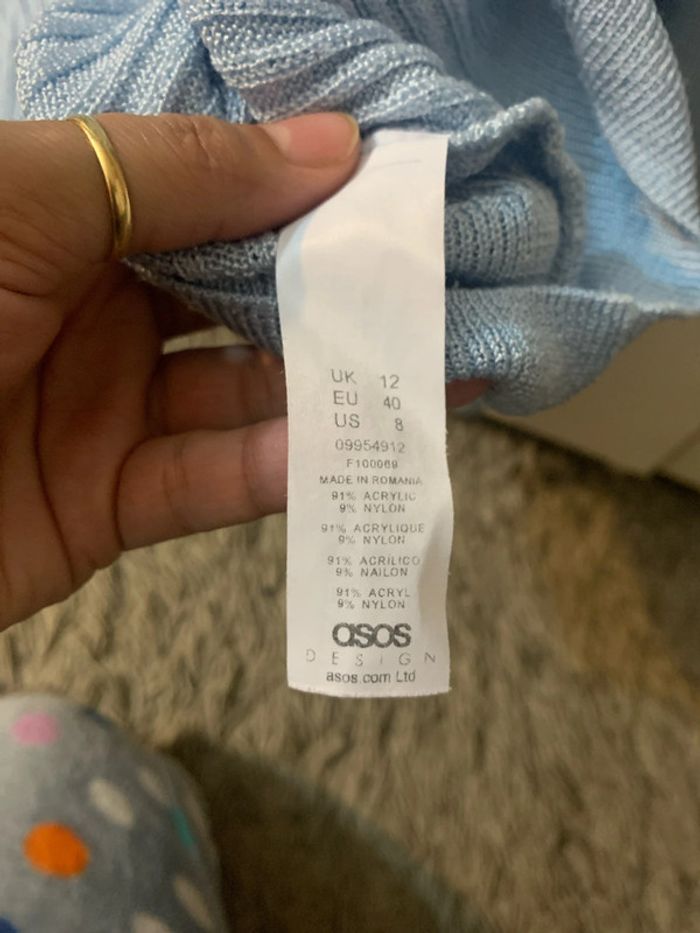 UK 12
EU 40
US 8
09954912
F100069
MADE IN ROMANIA
91% ACRYLIC
9% NYLON
91% ACRYLIQUE
9% NYLON
91% ACRÍLICO
9% NAILON
91% ACRYL
9% NYLON
asos
DESIGN
asos.com Ltd